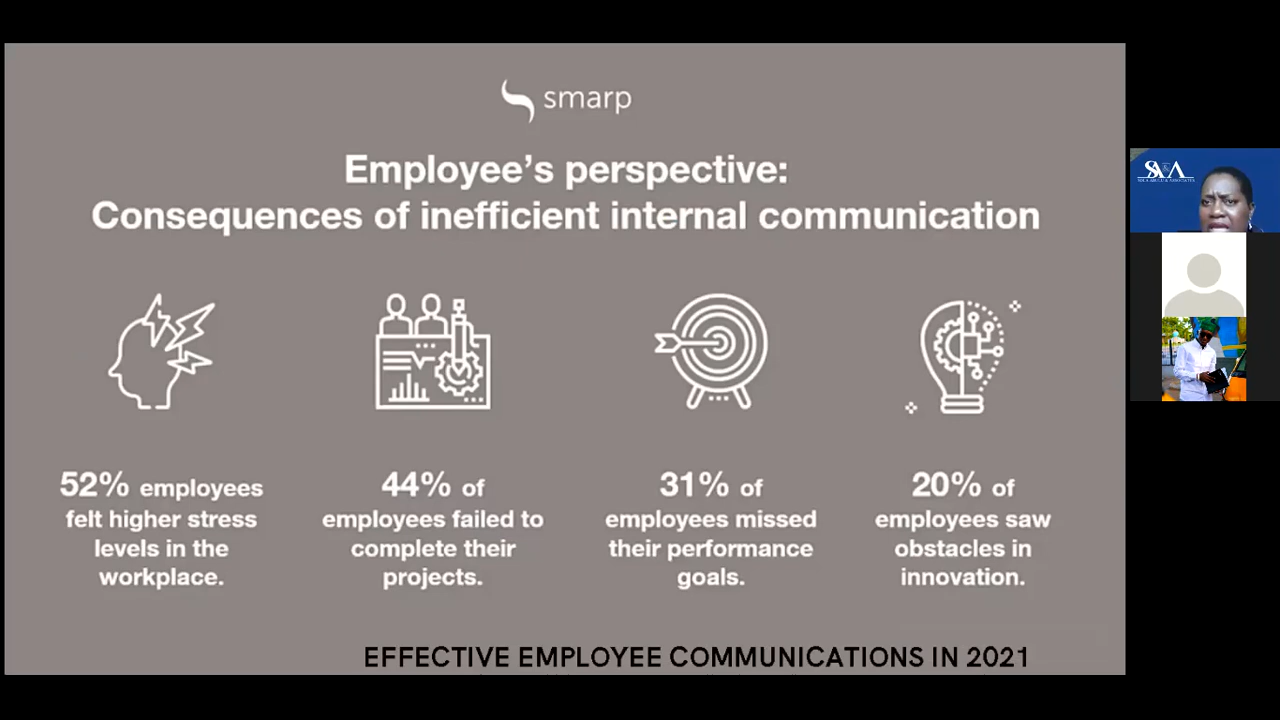 smarp
Employee’s perspective:
Consequences of inefficient internal communication
52% employees
felt higher stress
levels in the
workplace.
44% of
employees failed to
complete their
projects.
31% of
employees missed
their performance
goals.
20% of
employees saw
obstacles in
innovation.
EFFECTIVE EMPLOYEE COMMUNICATIONS IN 2021